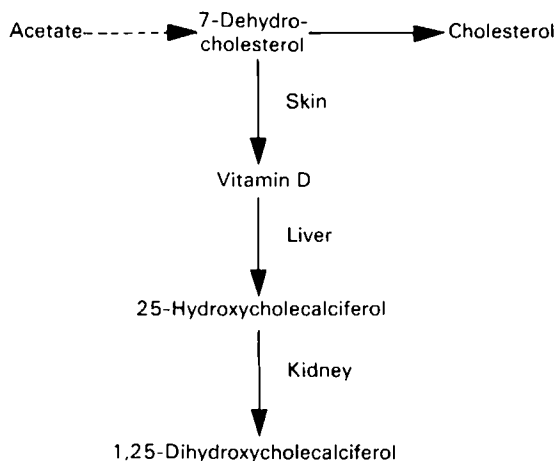 Acetate
7-Dehydro-
cholesterol
Cholesterol
Skin
Vitamin D
Liver
25-Hydroxycholecalciferol
Kidney
1,25-Dihydroxycholecalciferol